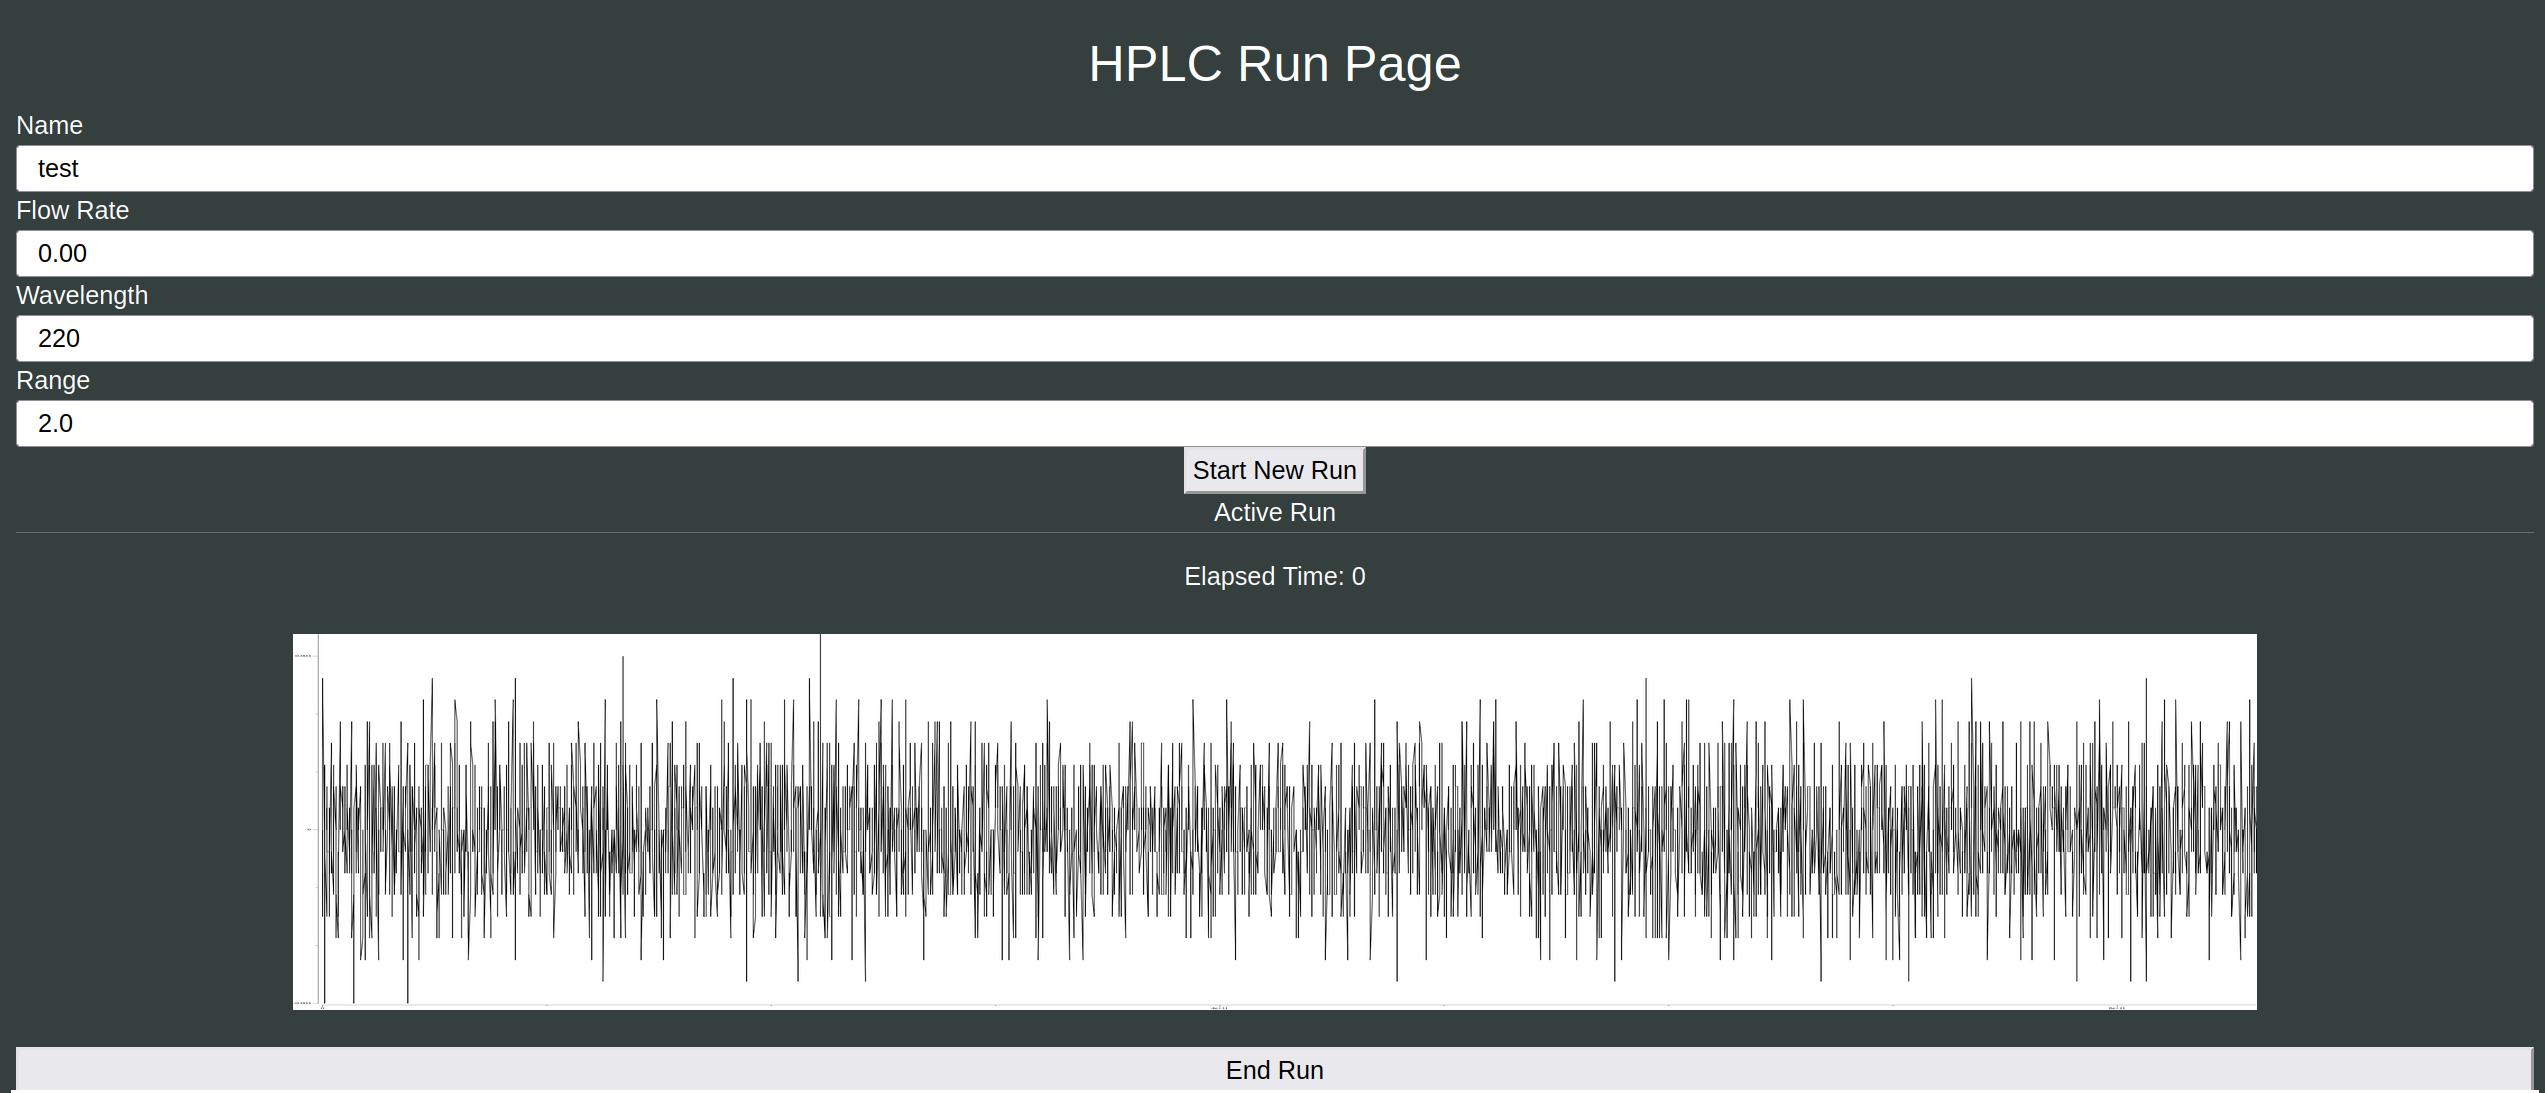 HPLC Run Page
Name
test
Flow Rate
0.00
Wavelength
220
Range
2.0
Start New Run
Active Run
Elapsed Time: 0
End Run